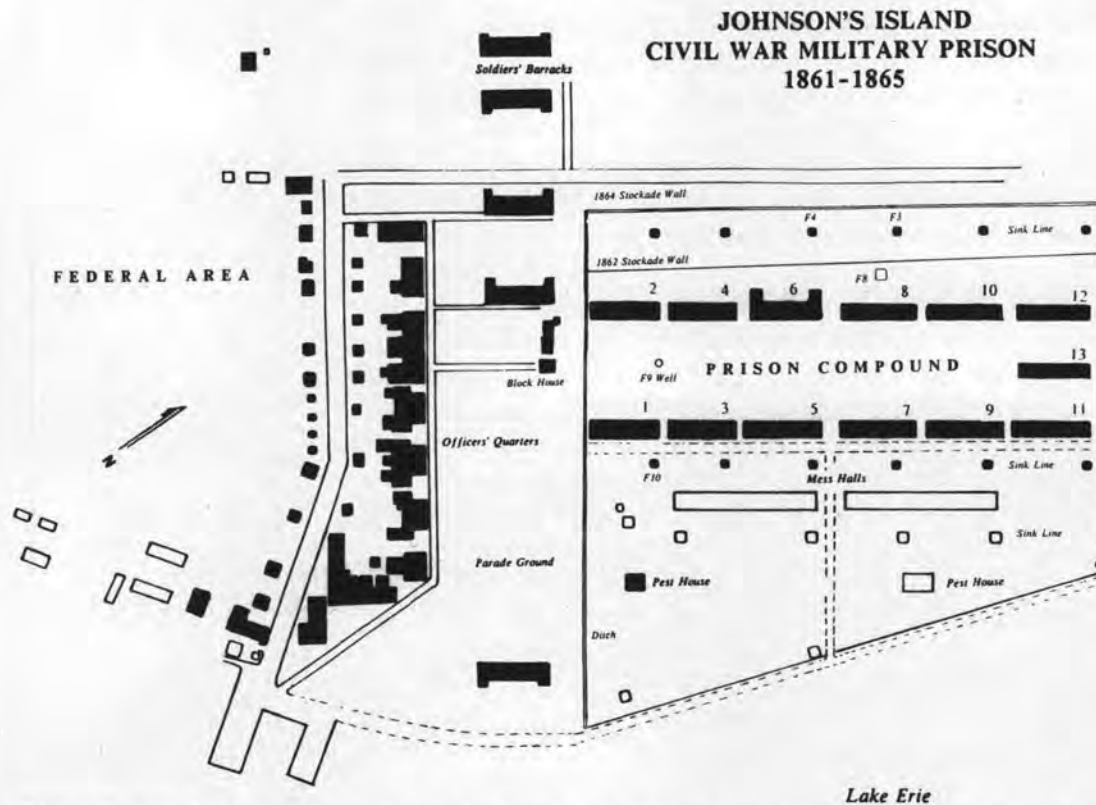 JOHNSON'S ISLAND
CIVIL WAR MILITARY PRISON
1861-1865
Soldiers' Barracks
1864 Stockade Wall
F4
F3
Sink Line
1862 Stockade Wall
FEDERAL AREA
F8
2
4
6
8
10
12
F9 Well
PRISON COMPOUND
13
Block House
1
3
5
7
9
11
Officers' Quarters
N
F10
Mess Halls
Sink Line
Sink Line
Parade Ground
Pest House
Pest House
Ditch
Lake Erie